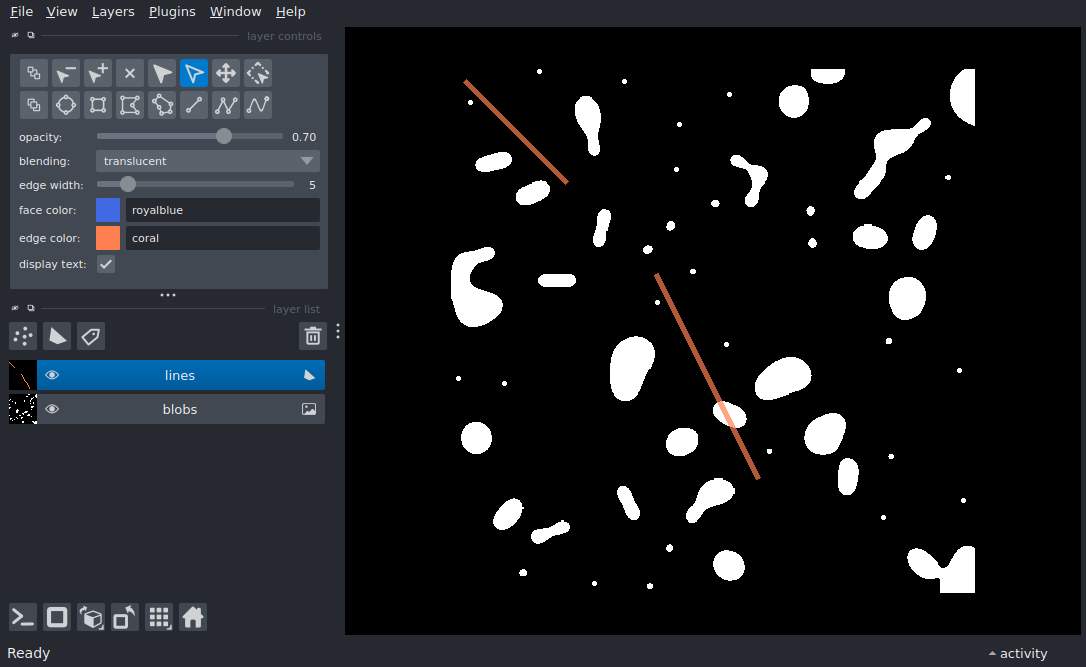 File View Layers Plugins Window Help
layer controls
opacity: 0.70
blending: translucent
edge width: 5
face color: royalblue
edge color: coral
display text:
layer list
lines
blobs
Ready
activity